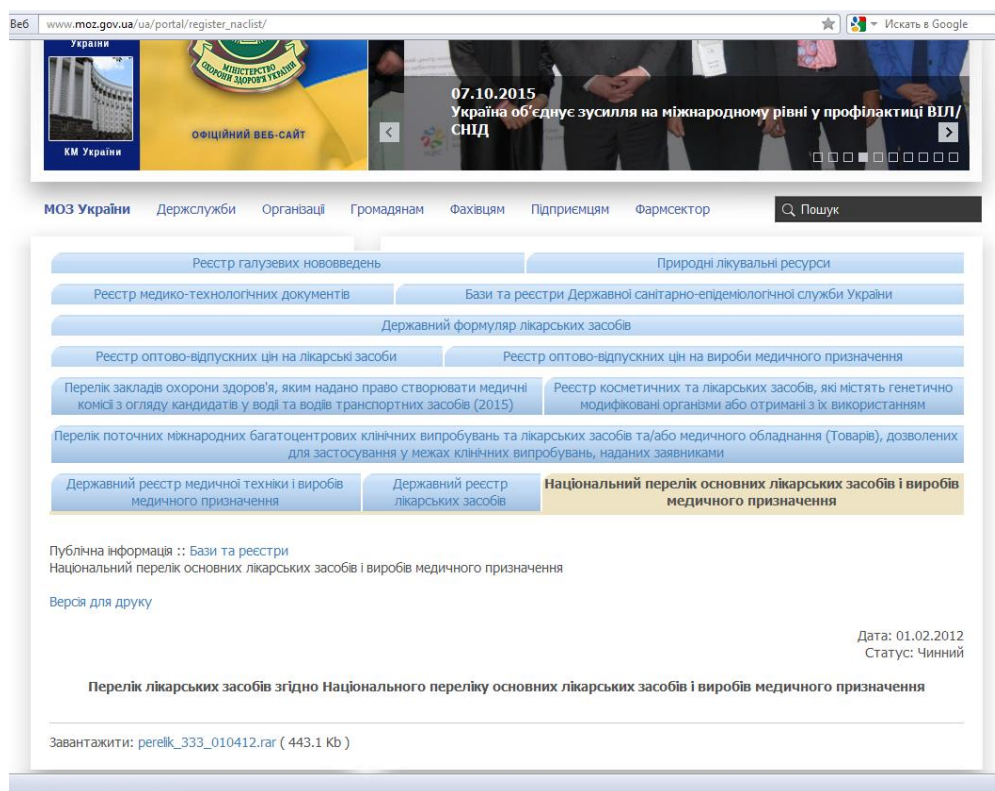 Веб
www.moz.gov.ua/ua/portal/register_naclist/
Искать в Google
України
МІНІСТЕРСТВО
ОХОРОНИ ЗДОРОВ'Я УКРАЇНИ
ОФІЦІЙНИЙ ВЕБ-САЙТ
КМ України
07.10.2015
Україна об'єднує зусилля на міжнародному рівні у профілактиці ВІЛ/
СНІД
МОЗ України Держслужби Організації Громадянам Фахівцям Підприємцям Фармсектор Пошук
Реєстр галузевих нововведень Природні лікувальні ресурси
Реєстр медико-технологічних документів Бази та реєстри Державної санітарно-епідеміологічної служби України
Державний формуляр лікарських засобів
Реєстр оптово-відпускних цін на лікарські засоби Реєстр оптово-відпускних цін на вироби медичного призначення
Перелік закладів охорони здоров'я, яким надано право створювати медичні
комісії з огляду кандидатів у водії та водіїв транспортних засобів (2015)
Реєстр косметичних та лікарських засобів, які містять генетично
модифіковані організми або отримані з їх використанням
Перелік поточних міжнародних багатоцентрових клінічних випробувань та лікарських засобів та/або медичного обладнання (Товарів), дозволених
для застосування у межах клінічних випробувань, наданих заявниками
Державний реєстр медичної техніки і виробів
медичного призначення
Державний реєстр
лікарських засобів
Національний перелік основних лікарських засобів і виробів
медичного призначення
Публічна інформація :: Бази та реєстри
Національний перелік основних лікарських засобів і виробів медичного призначення
Версія для друку
Дата: 01.02.2012
Статус: Чинний
Перелік лікарських засобів згідно Національного переліку основних лікарських засобів і виробів медичного призначення
Завантажити: perelik_333_010412.rar ( 443.1 Kb )